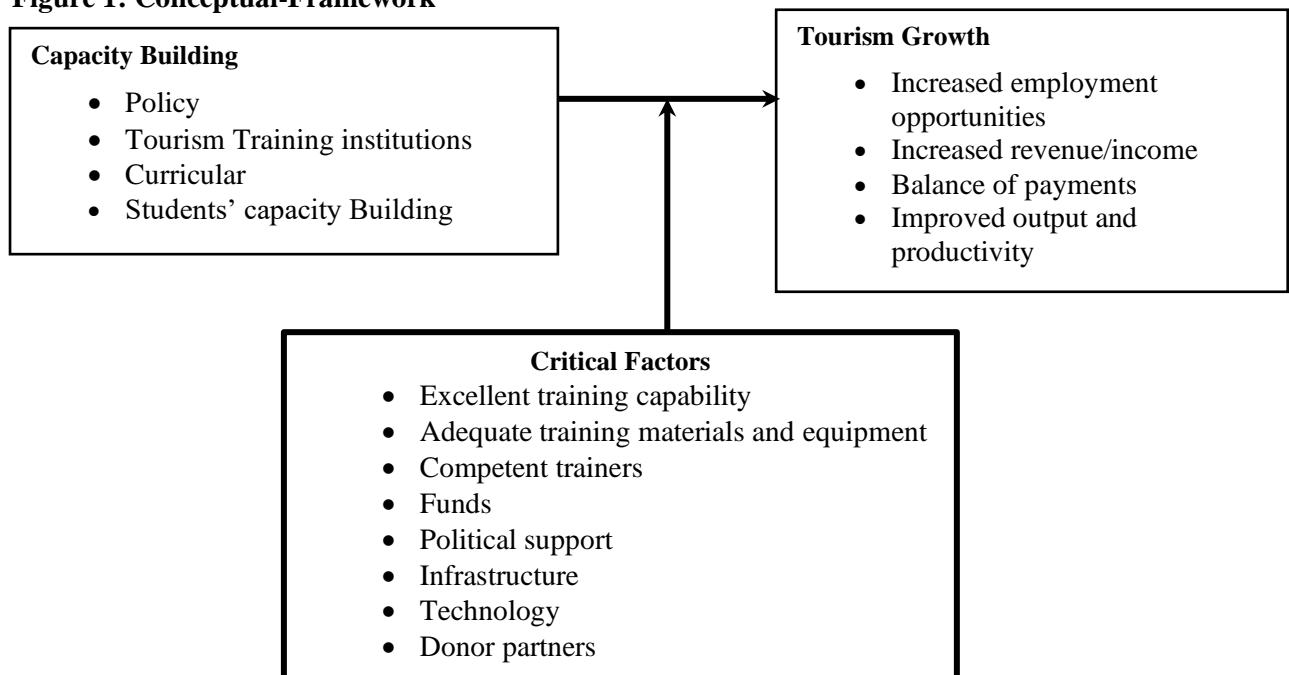 Figure 1: Conceptual-Framework
Capacity Building
• Policy
• Tourism Training institutions
• Curricular
• Students’ capacity Building
Tourism Growth
• Increased employment
opportunities
• Increased revenue/income
• Balance of payments
• Improved output and
productivity
Critical Factors
• Excellent training capability
• Adequate training materials and equipment
• Competent trainers
• Funds
• Political support
• Infrastructure
• Technology
• Donor partners